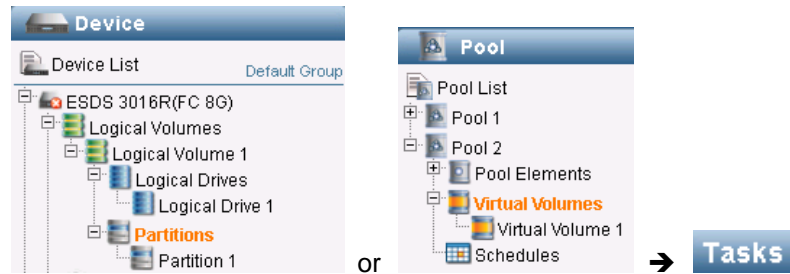 Device
Device List Default Group
ESDS 3016R(FC 8G)
Logical Volumes
Logical Volume 1
Logical Drives
Logical Drive 1
Partitions
Partition 1
or
Pool
Pool List
Pool 1
Pool 2
Pool Elements
Virtual Volumes
Virtual Volume 1
Schedules
➔ Tasks